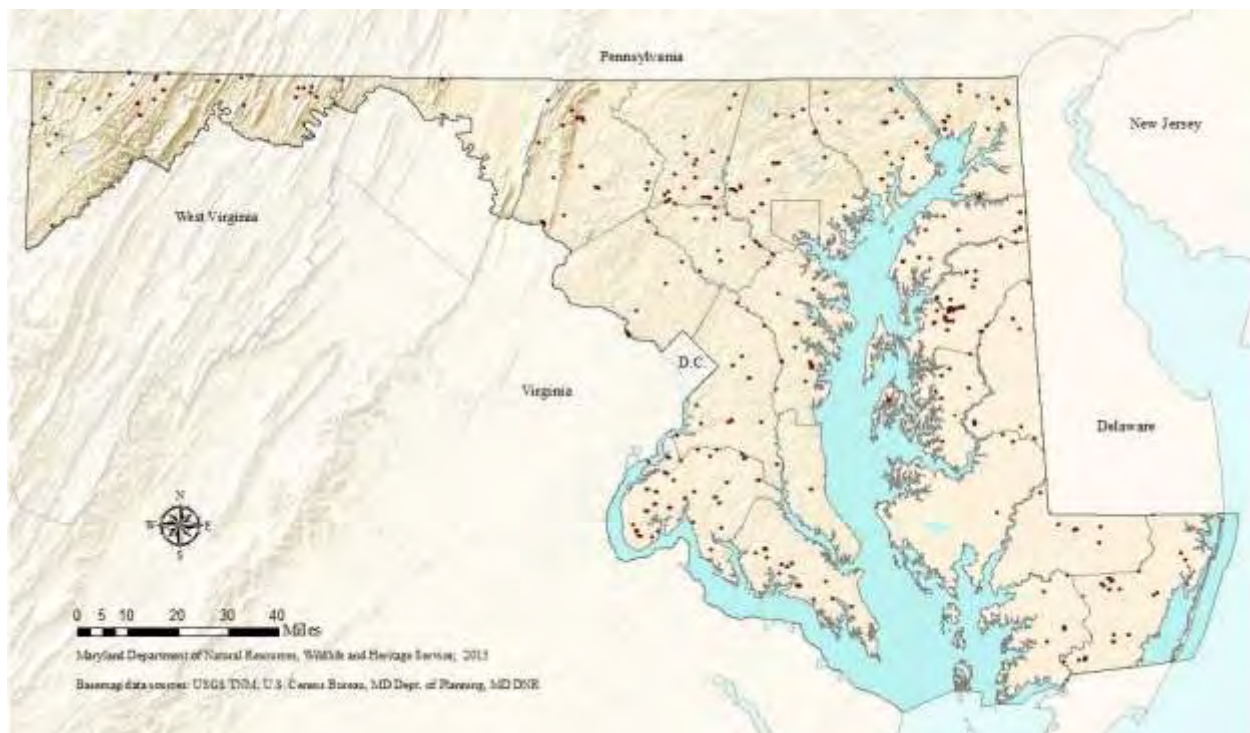 Pennsylvania
New Jersey
West Virginia
D.C.
Virginia
Delaware
N
W E
S
0 5 10 20 30 40
Miles
Maryland Department of Natural Resources, Wildlife and Heritage Service; 2015
Basemap data sources: USGS TNM, U.S. Census Bureau, MD Dept. of Planning, MD DNR